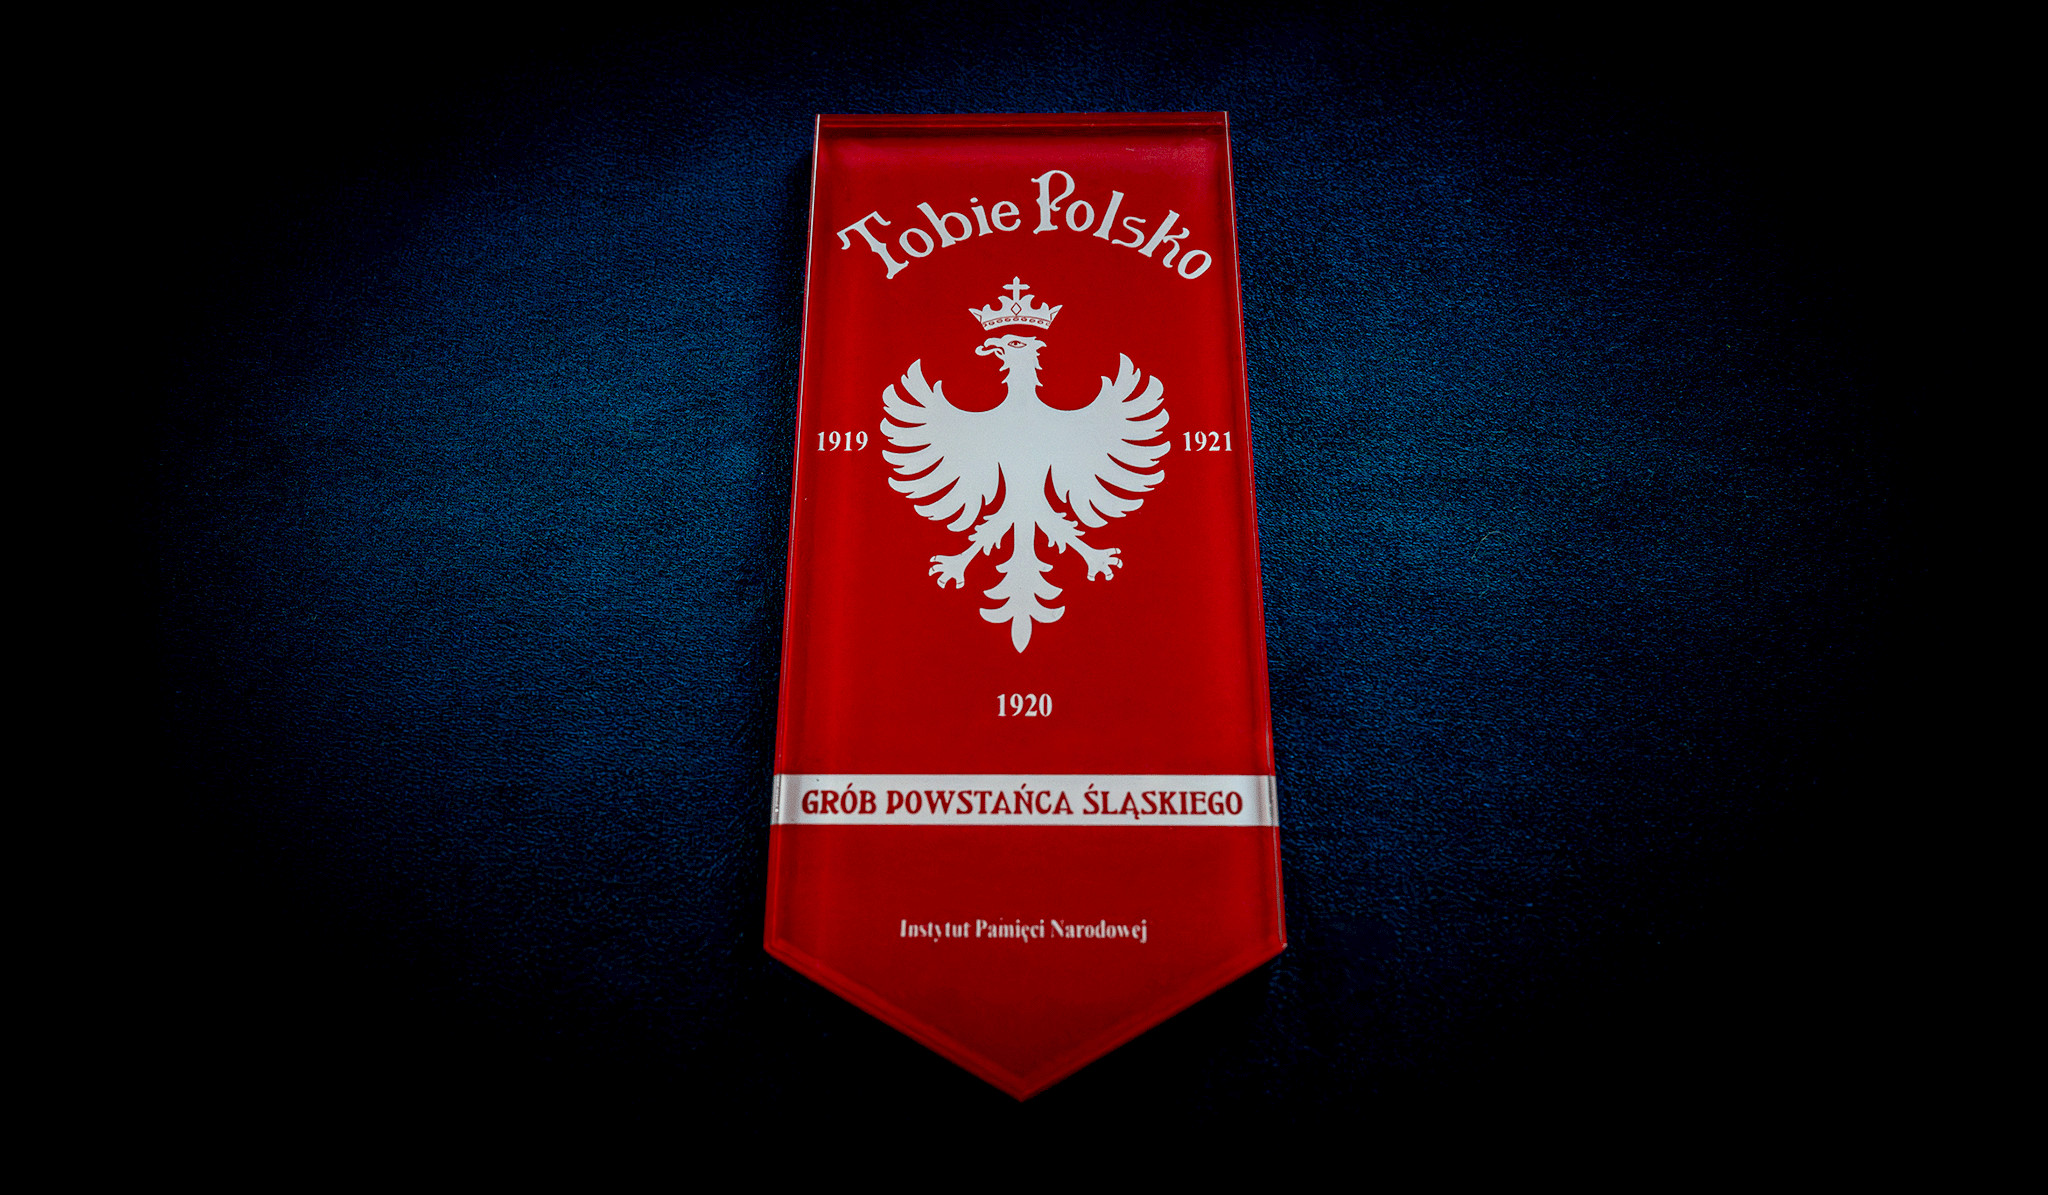 Tobie Polsko
1919
1921
1920
GRÓB POWSTAŃCA ŚLĄSKIEGO
Instytut Pamięci Narodowej